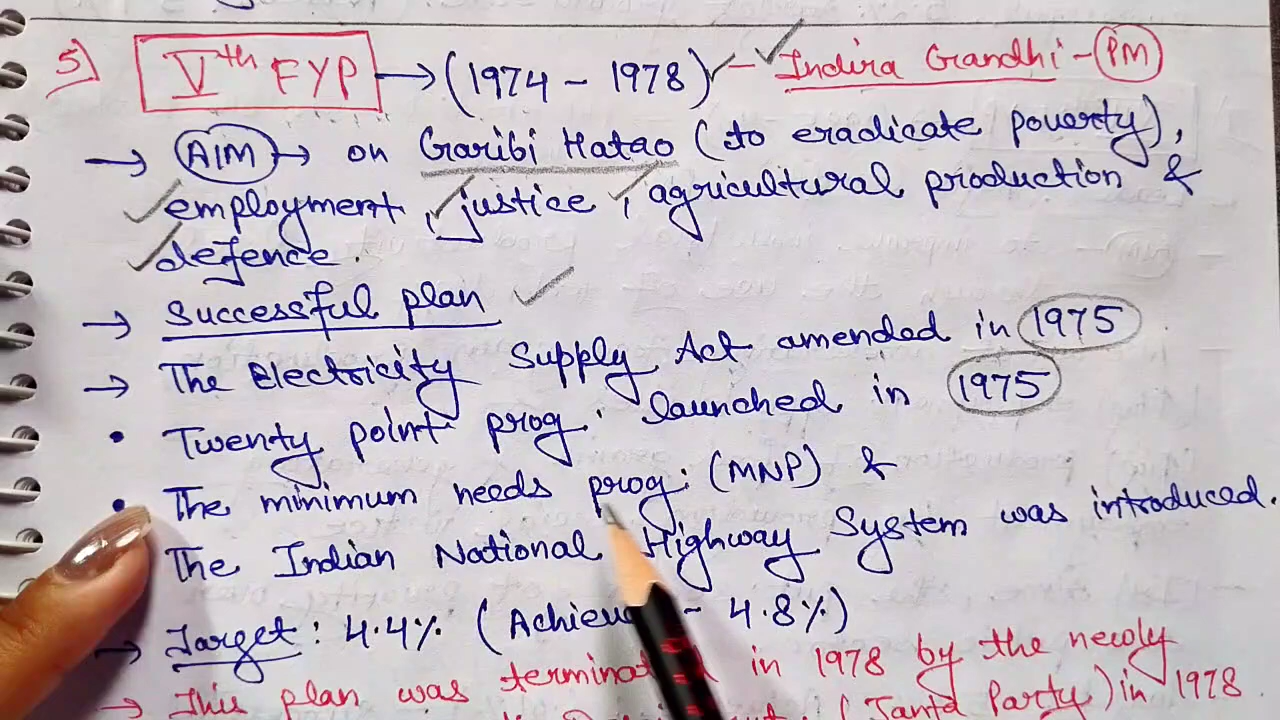 5) Vth FYP → (1974 - 1978) - Indira Gandhi - PM
→ AIM → on Garibi Hatao (to eradicate poverty),
employment, justice, agricultural production &
defence.
→ Successful plan
→ The Electricity Supply Act amended in 1975
• Twenty point prog. launched in 1975
• The minimum needs prog. (MNP) &
The Indian National Highway System was introduced.
→ Target: 4.4% ( - 4.8%)
→ This plan was in 1978 by the newly
(Janta Party) in 1978